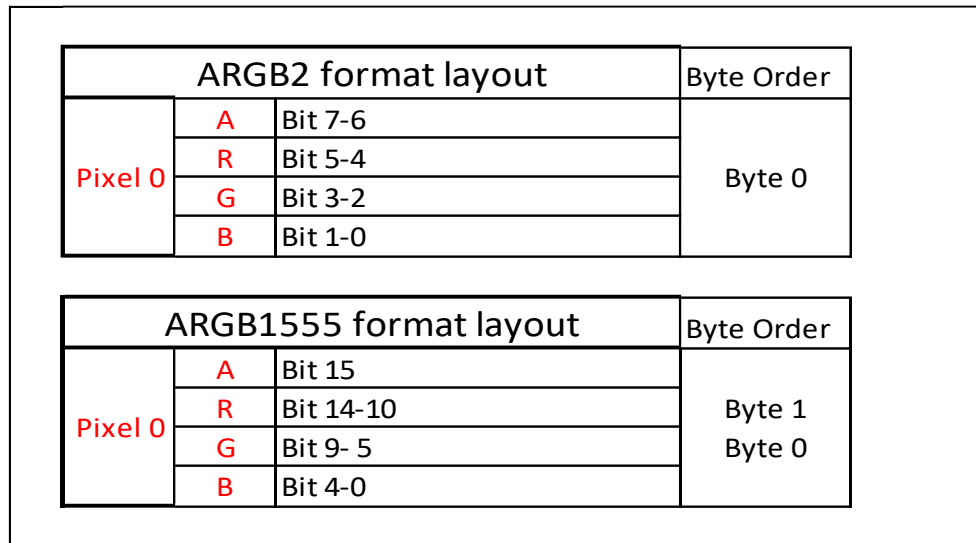 ARGB2 format layout Byte Order
A Bit 7-6
R Bit 5-4
Pixel 0 Byte 0
G Bit 3-2
B Bit 1-0
ARGB1555 format layout Byte Order
A Bit 15
R Bit 14-10 Byte 1
Pixel 0
G Bit 9- 5 Byte 0
B Bit 4-0